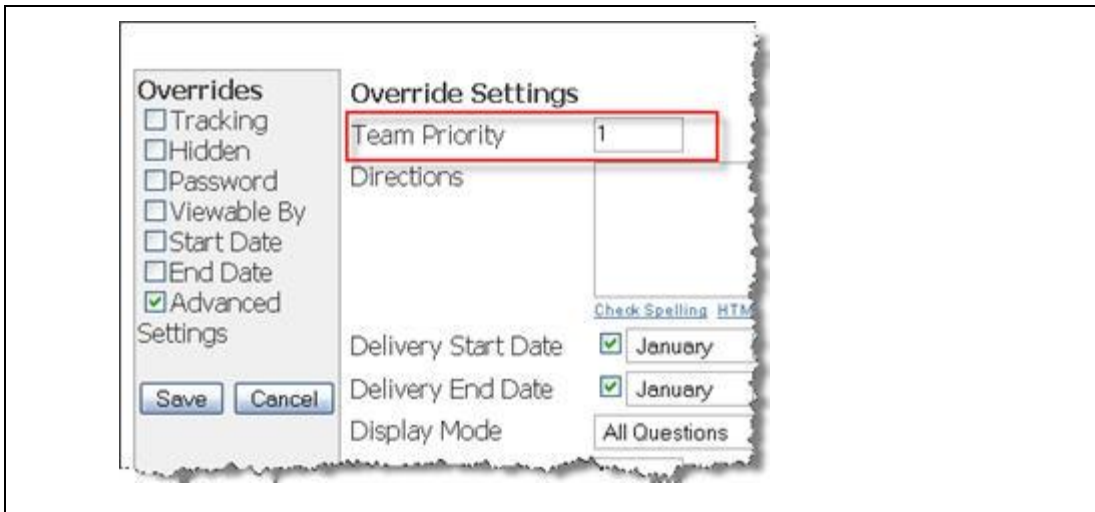 Overrides
Tracking
Hidden
Password
Viewable By
Start Date
End Date
Advanced
Settings
Save Cancel
Override Settings
Team Priority 1
Directions
Check Spelling
Delivery Start Date January
Delivery End Date January
Display Mode All Questions